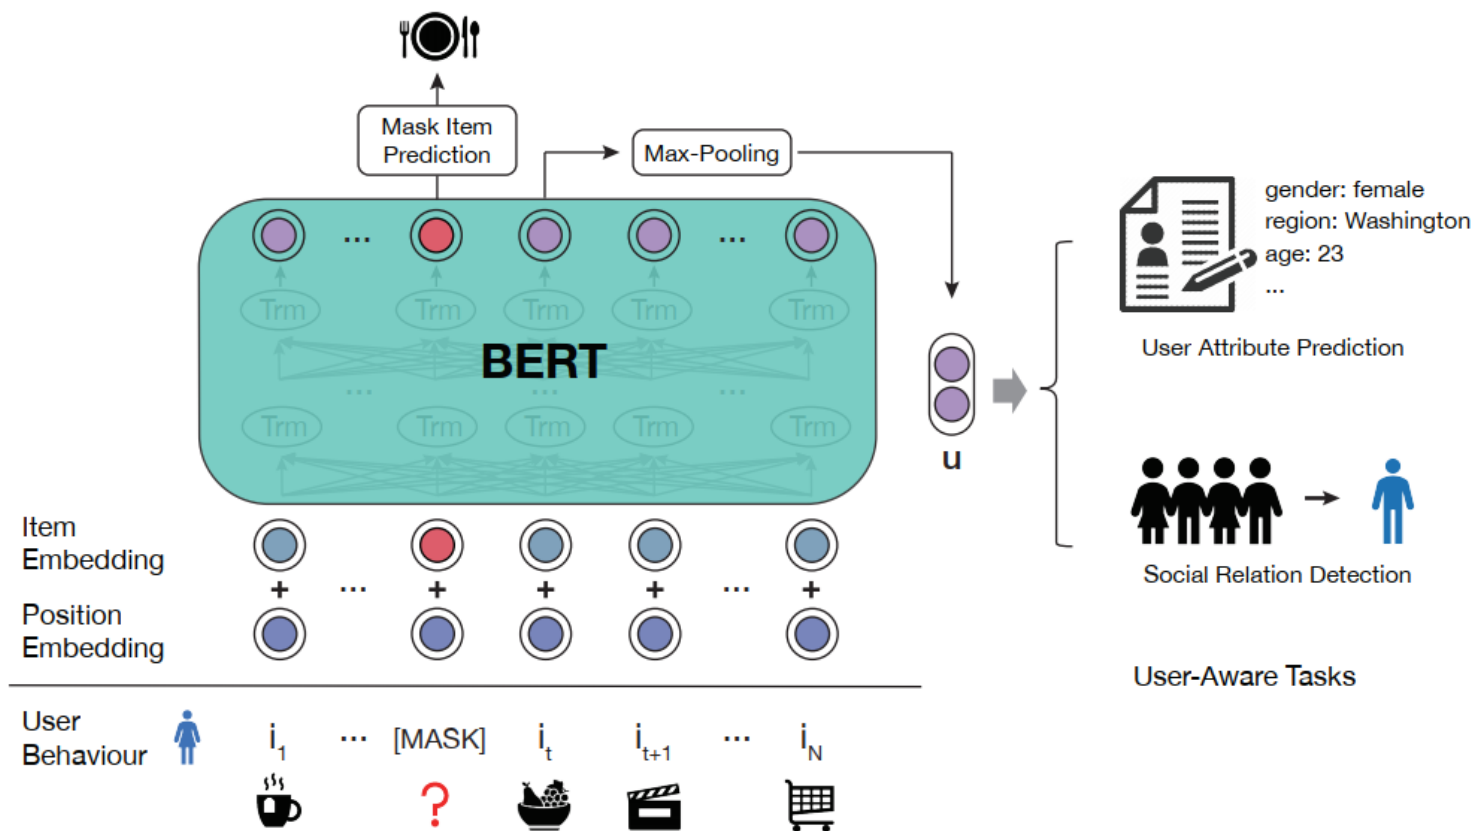 Mask Item
Prediction
Max-Pooling
gender: female
region: Washington
age: 23
...
User Attribute Prediction
... ...
Trm Trm Trm Trm Trm
BERT
... ... ...
Trm Trm Trm Trm Trm
u
Item
Embedding
+ ... + + + ... +
Position
Embedding
Social Relation Detection
User-Aware Tasks
User
Behaviour
i1 ... [MASK] it it+1 ... iN
?